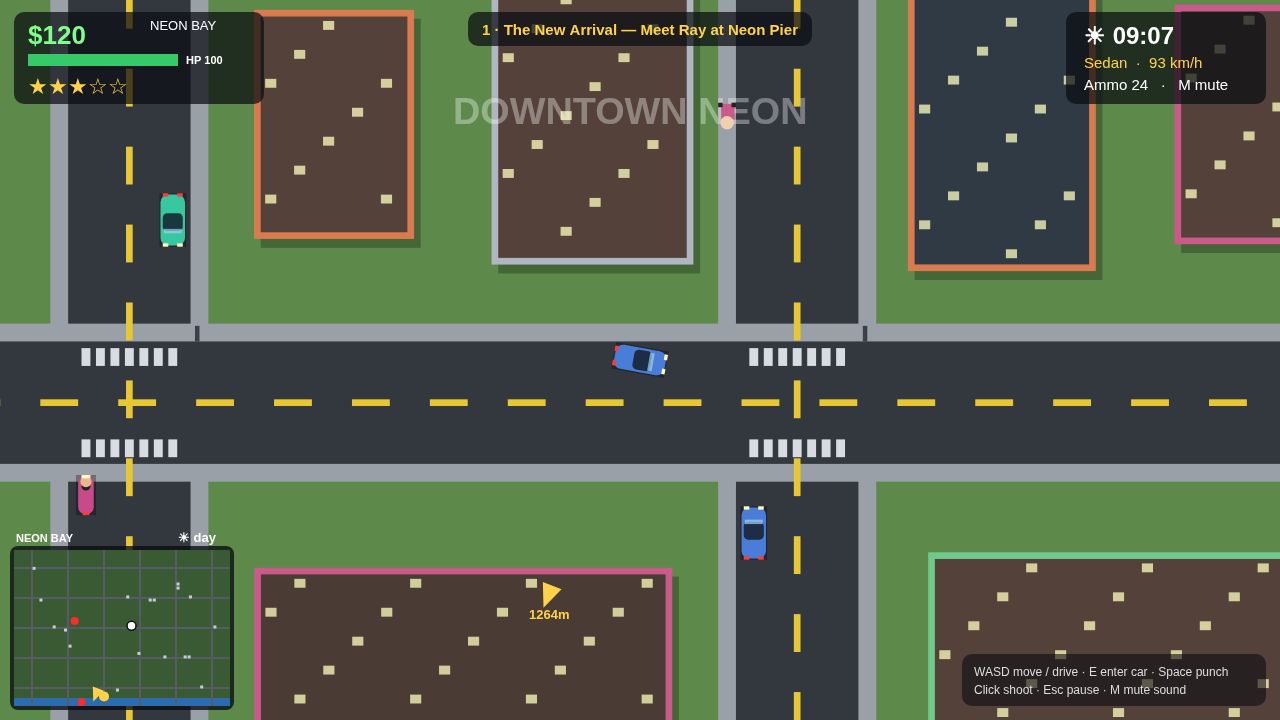 $120 NEON BAY
HP 100
★★★☆☆
1 · The New Arrival — Meet Ray at Neon Pier
☀ 09:07
Sedan · 93 km/h
Ammo 24 · M mute
DOWNTOWN NEON
NEON BAY ☀ day
1264m
WASD move / drive · E enter car · Space punch
Click shoot · Esc pause · M mute sound